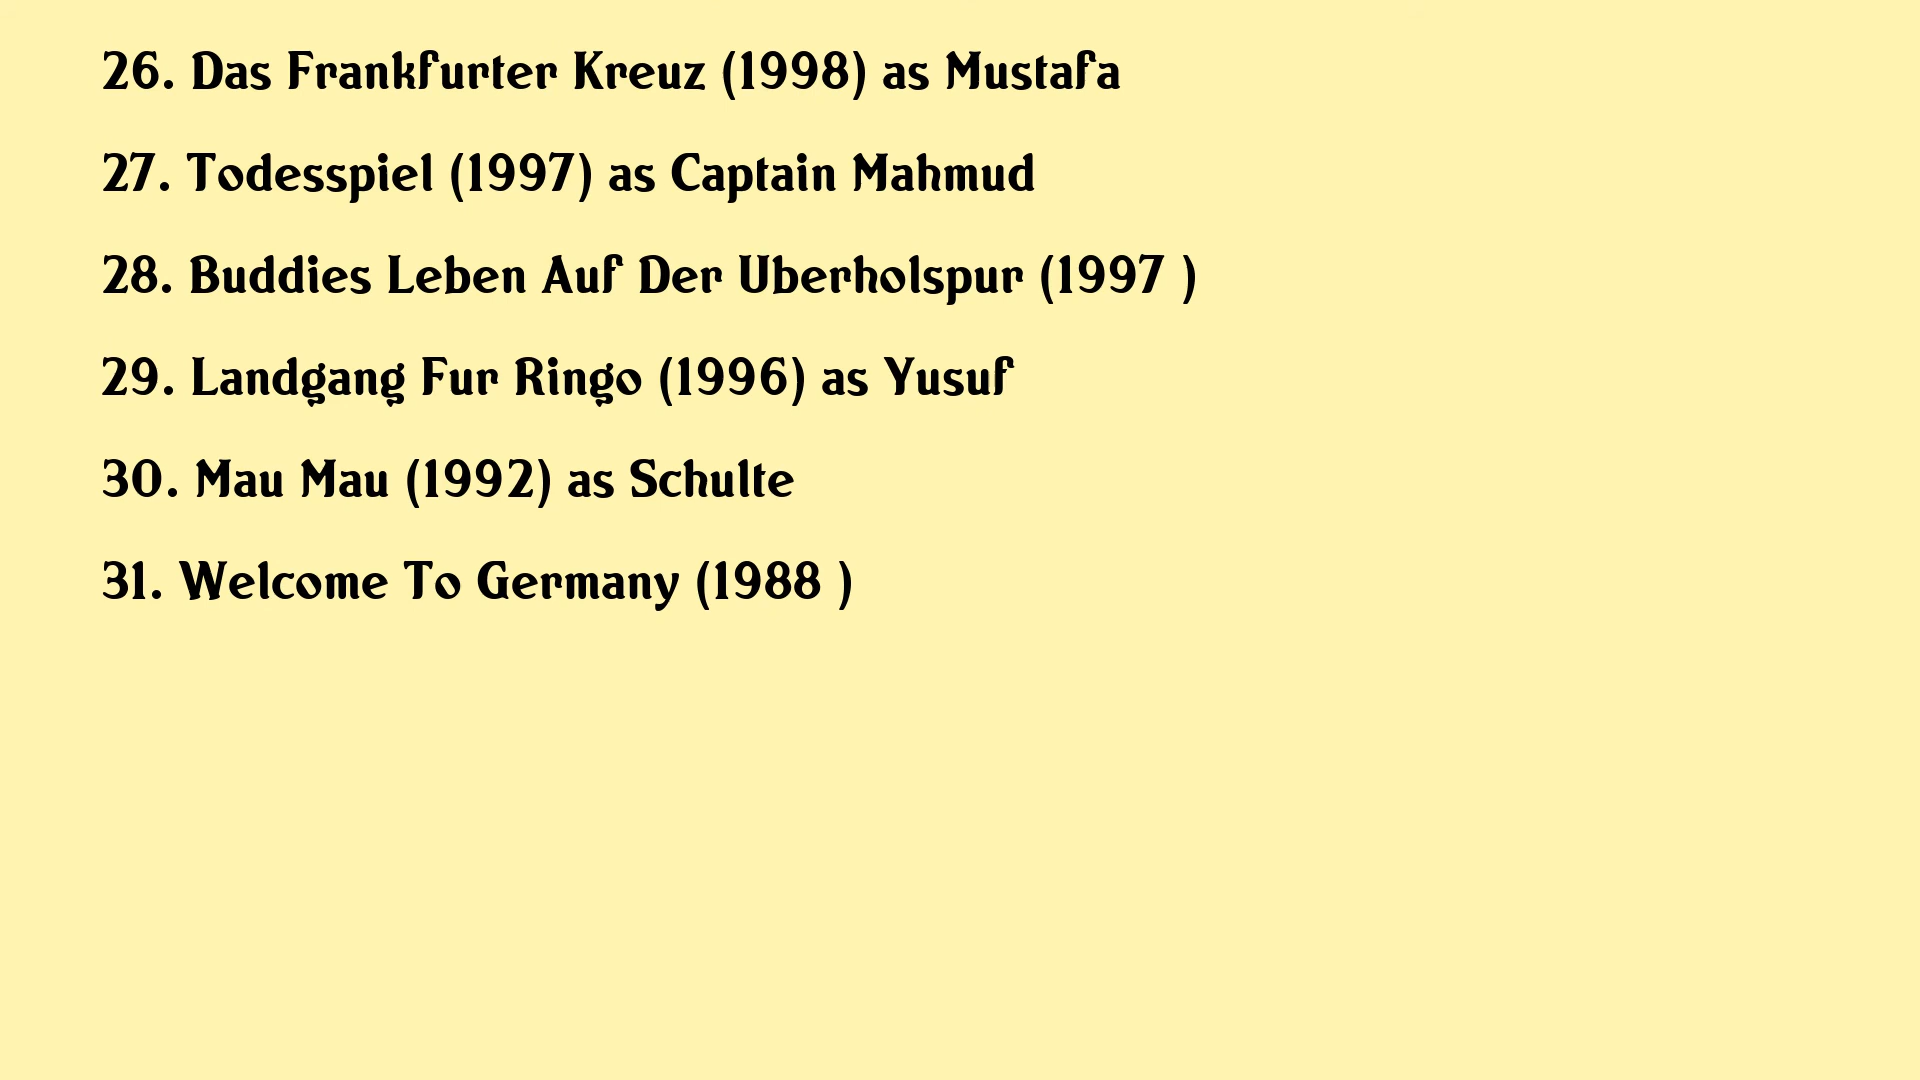 26. Das Frankfurter Kreuz (1998) as Mustafa
27. Todesspiel (1997) as Captain Mahmud
28. Buddies Leben Auf Der Uberholspur (1997 )
29. Landgang Fur Ringo (1996) as Yusuf
30. Mau Mau (1992) as Schulte
31. Welcome To Germany (1988 )